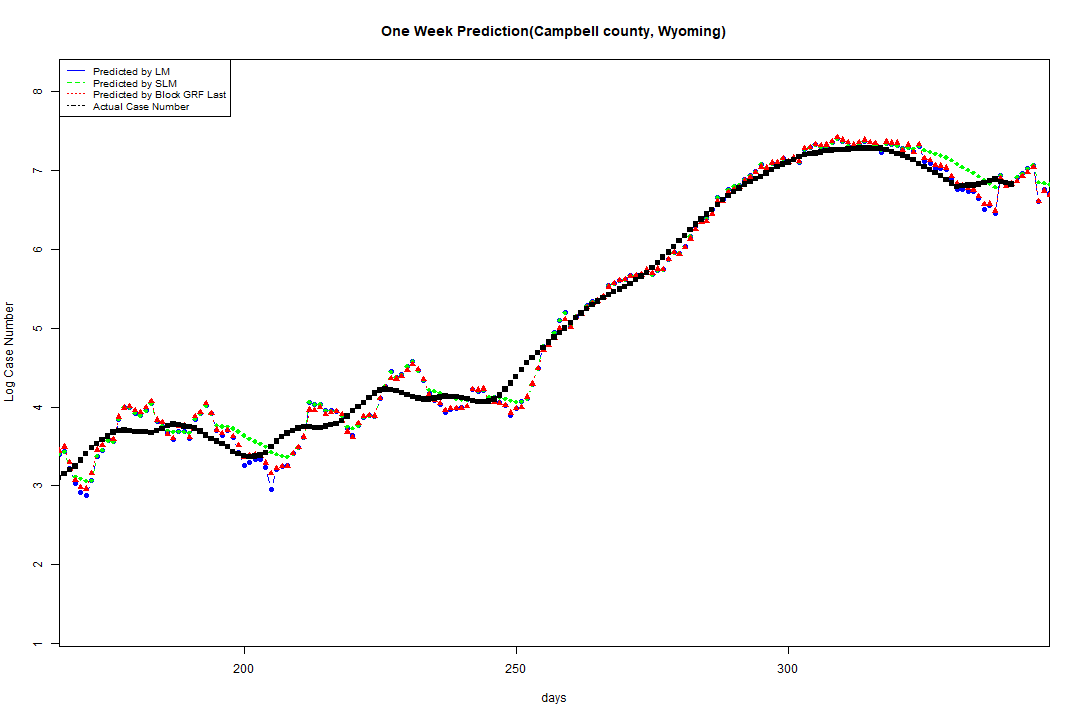 One Week Prediction(Campbell county, Wyoming)
Predicted by LM
Predicted by SLM
Predicted by Block GRF Last
Actual Case Number
8
7
6
5
4
3
2
1
Log Case Number
200 250 300
days